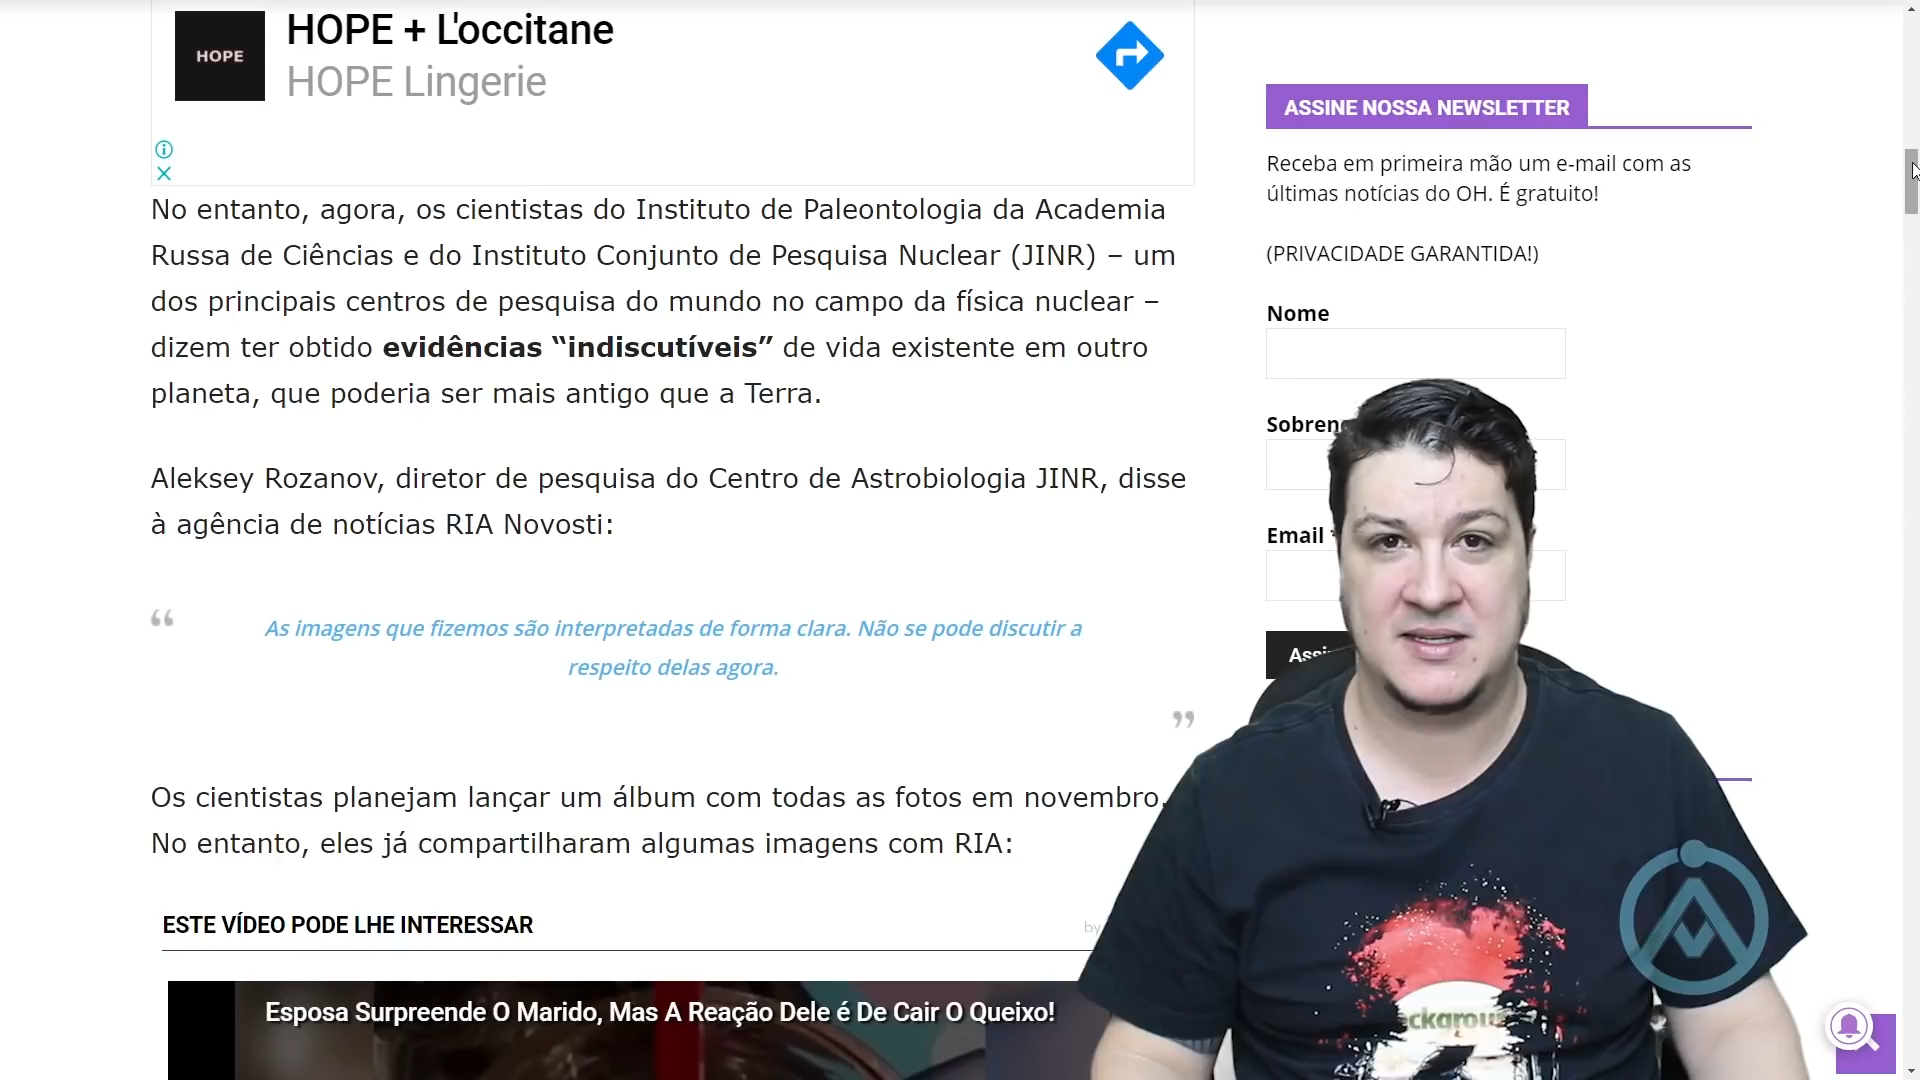 HOPE
HOPE + L'occitane
HOPE Lingerie
No entanto, agora, os cientistas do Instituto de Paleontologia da Academia
Russa de Ciências e do Instituto Conjunto de Pesquisa Nuclear (JINR) – um
dos principais centros de pesquisa do mundo no campo da física nuclear –
dizem ter obtido evidências “indiscutíveis” de vida existente em outro
planeta, que poderia ser mais antigo que a Terra.
Aleksey Rozanov, diretor de pesquisa do Centro de Astrobiologia JINR, disse
à agência de notícias RIA Novosti:
“ As imagens que fizemos são interpretadas de forma clara. Não se pode discutir a
respeito delas agora.
”
Os cientistas planejam lançar um álbum com todas as fotos em novembro.
No entanto, eles já compartilharam algumas imagens com RIA:
ESTE VÍDEO PODE LHE INTERESSAR
by
Esposa Surpreende O Marido, Mas A Reação Dele é De Cair O Queixo!
ASSINE NOSSA NEWSLETTER
Receba em primeira mão um e-mail com as
últimas notícias do OH. É gratuito!
(PRIVACIDADE GARANTIDA!)
Nome
Email